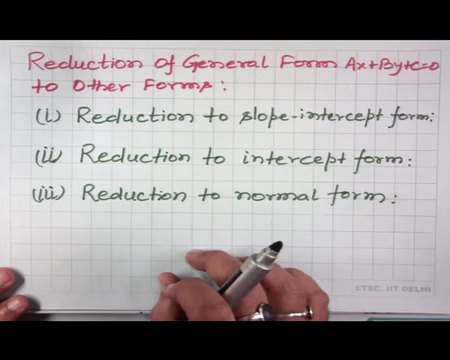 Reduction of General Form Ax+By+C=0
to Other Forms:
(i) Reduction to slope-intercept form:
(ii) Reduction to intercept form:
(iii) Reduction to normal form:
ETSC, IIT DELHI